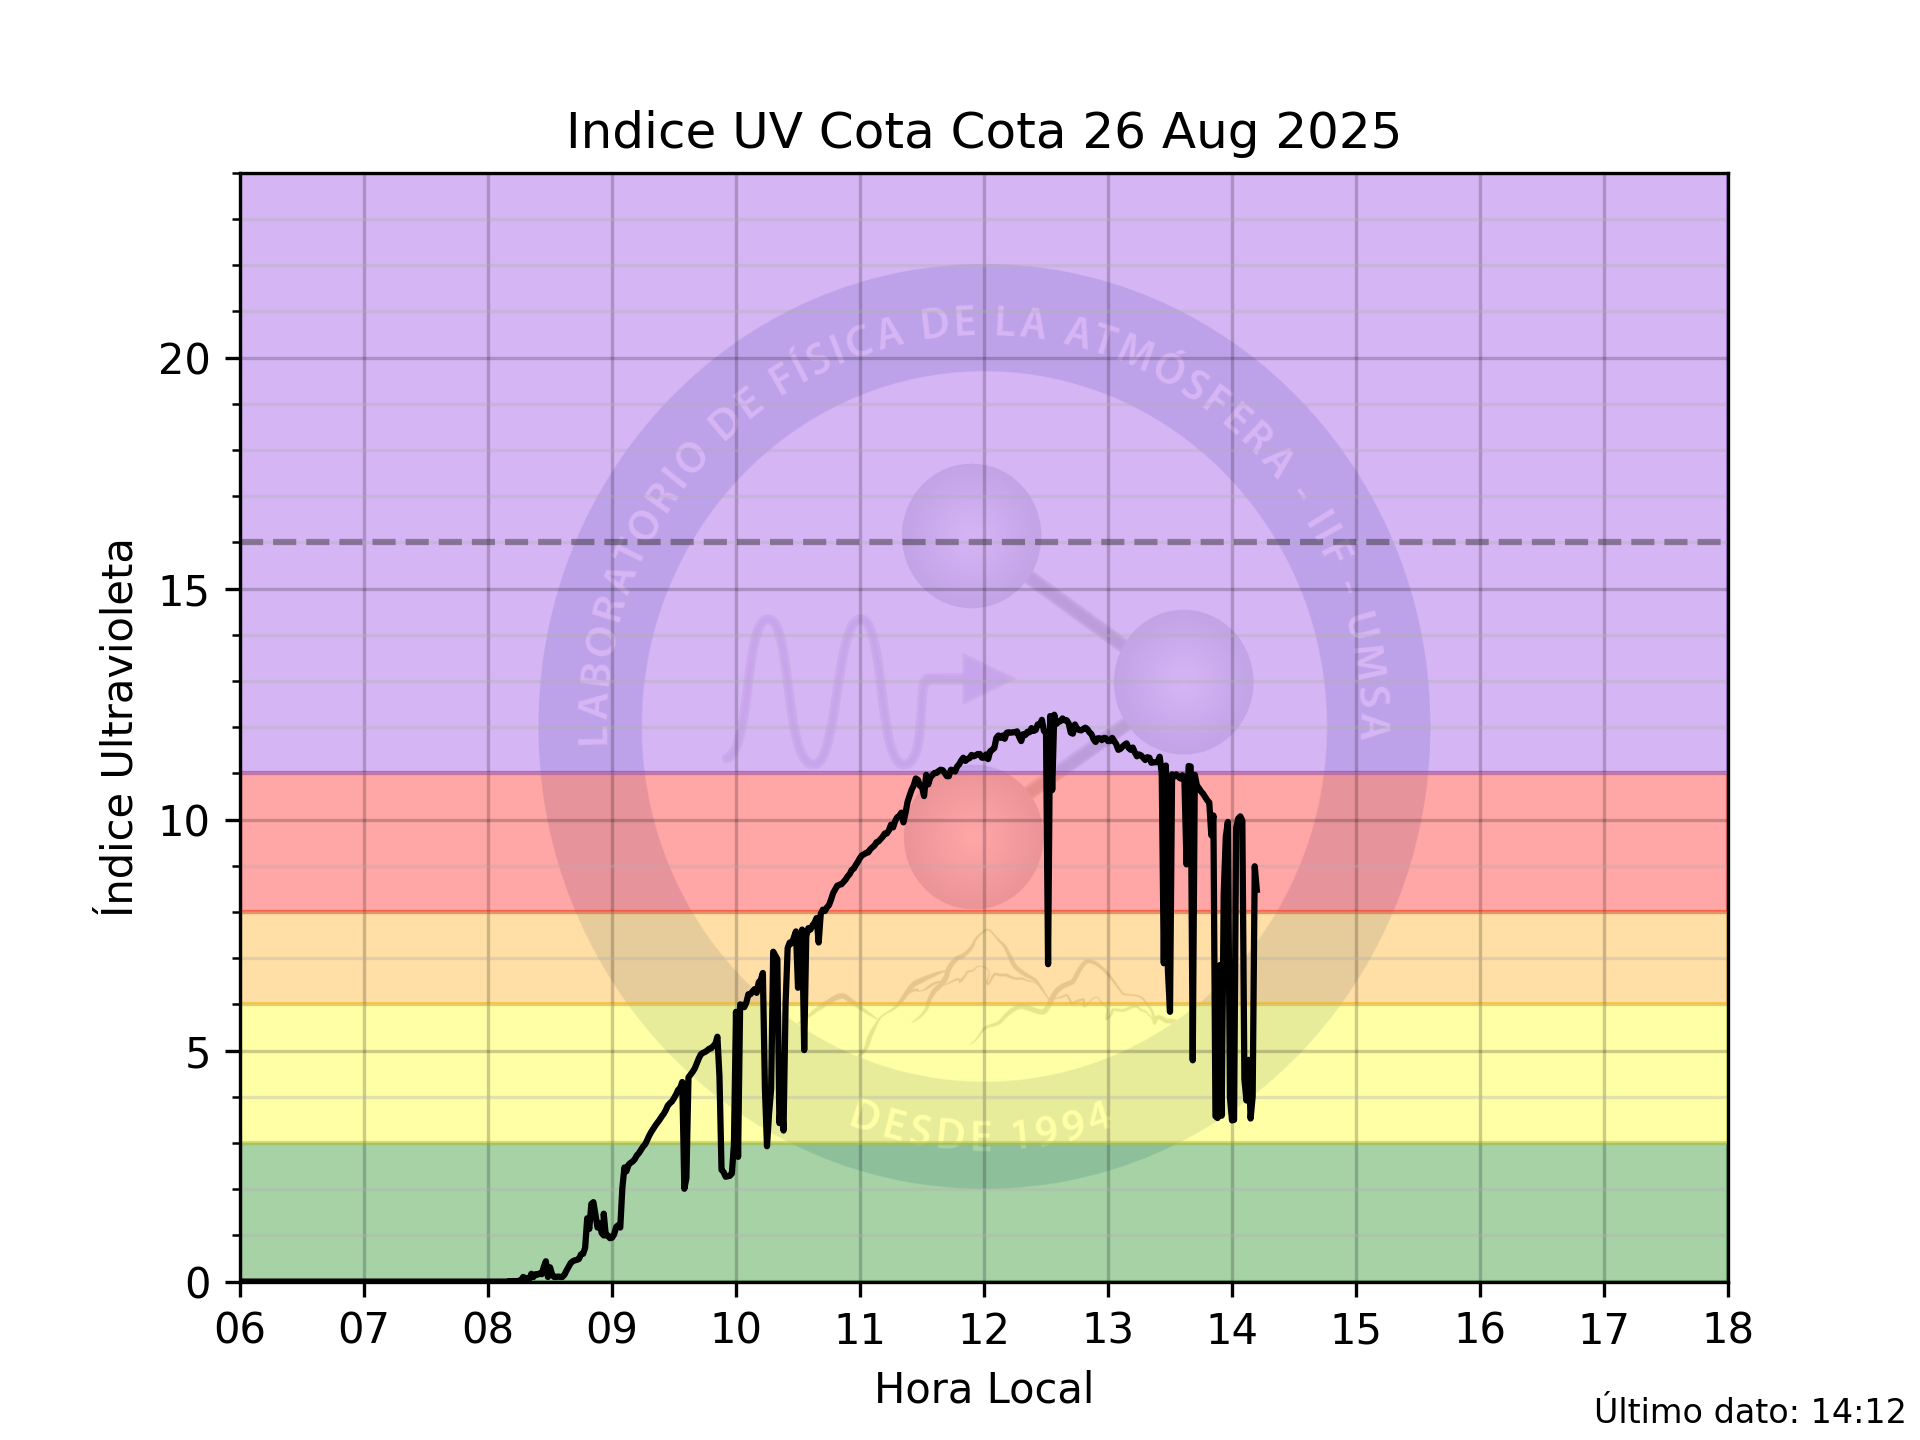 Indice UV Cota Cota 26 Aug 2025
LABORATORIO DE FÍSICA DE LA ATMÓSFERA - IIF - UMSA
DESDE 1994
Índice Ultravioleta
20
15
10
5
0
06 07 08 09 10 11 12 13 14 15 16 17 18
Hora Local
Último dato: 14:12